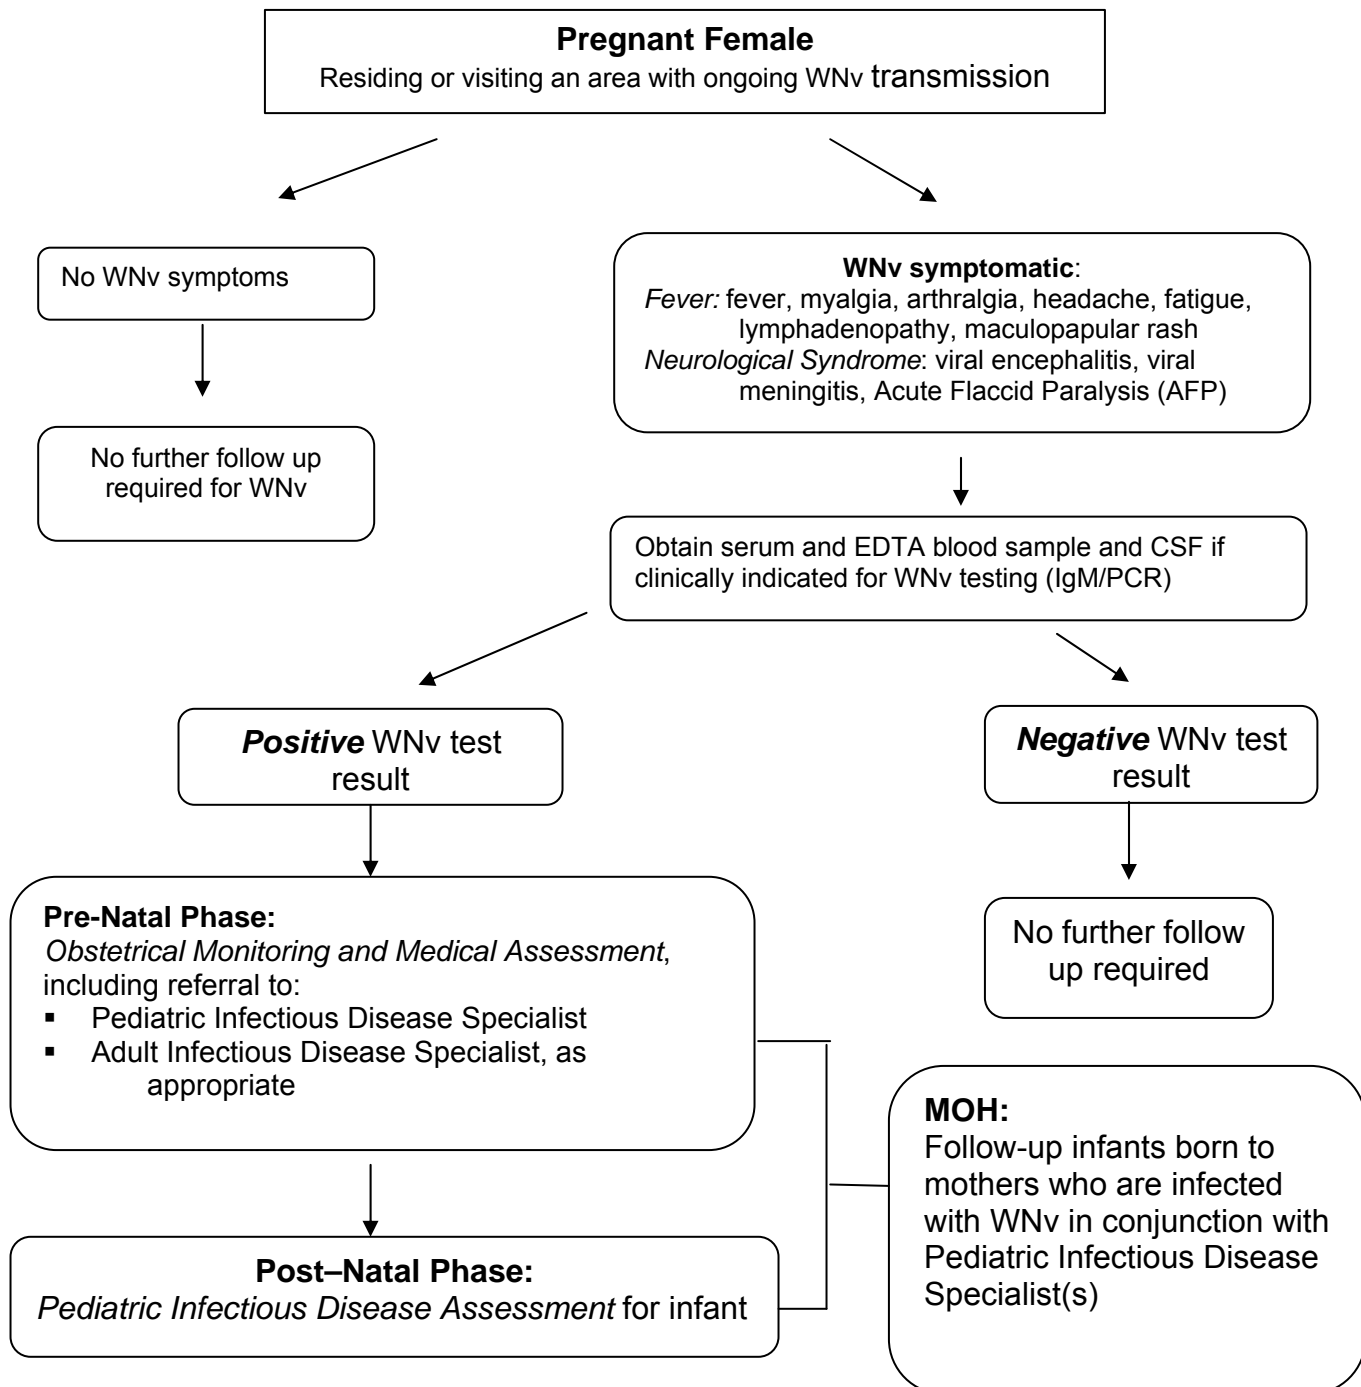 Pregnant Female
Residing or visiting an area with ongoing WNv transmission
No WNv symptoms
No further follow up
required for WNv
WNv symptomatic:
Fever: fever, myalgia, arthralgia, headache, fatigue,
lymphadenopathy, maculopapular rash
Neurological Syndrome: viral encephalitis, viral
meningitis, Acute Flaccid Paralysis (AFP)
Obtain serum and EDTA blood sample and CSF if
clinically indicated for WNv testing (IgM/PCR)
Positive WNv test
result
Negative WNv test
result
No further follow
up required
Pre-Natal Phase:
Obstetrical Monitoring and Medical Assessment,
including referral to:
▪ Pediatric Infectious Disease Specialist
▪ Adult Infectious Disease Specialist, as
appropriate
Post–Natal Phase:
Pediatric Infectious Disease Assessment for infant
MOH:
Follow-up infants born to
mothers who are infected
with WNv in conjunction with
Pediatric Infectious Disease
Specialist(s)